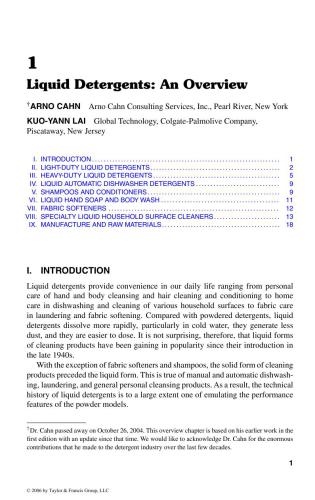 1
Liquid Detergents: An Overview
†ARNO CAHN Arno Cahn Consulting Services, Inc., Pearl River, New York
KUO-YANN LAI Global Technology, Colgate-Palmolive Company,
Piscataway, New Jersey
I. INTRODUCTION........................................................ 1
II. LIGHT-DUTY LIQUID DETERGENTS........................................ 2
III. HEAVY-DUTY LIQUID DETERGENTS........................................ 5
IV. LIQUID AUTOMATIC DISHWASHER DETERGENTS........................... 9
V. SHAMPOOS AND CONDITIONERS........................................ 9
VI. LIQUID HAND SOAP AND BODY WASH.................................... 11
VII. FABRIC SOFTENERS.................................................... 12
VIII. SPECIALTY LIQUID HOUSEHOLD SURFACE CLEANERS...................... 13
IX. MANUFACTURE AND RAW MATERIALS..................................... 18
I. INTRODUCTION
Liquid detergents provide convenience in our daily life ranging from personal
care of hand and body cleansing and hair cleaning and conditioning to home
care in dishwashing and cleaning of various household surfaces to fabric care
in laundering and fabric softening. Compared with powdered detergents, liquid
detergents dissolve more rapidly, particularly in cold water, they generate less
dust, and they are easier to dose. It is not surprising, therefore, that liquid forms
of cleaning products have been gaining in popularity since their introduction in
the late 1940s.
With the exception of fabric softeners and shampoos, the solid form of cleaning
products preceded the liquid form. This is true of manual and automatic dishwash-
ing, laundering, and general personal cleansing products. As a result, the technical
history of liquid detergents is to a large extent one of emulating the performance
features of the powder models.
†Dr. Cahn passed away on October 26, 2004. This overview chapter is based on his earlier work in the
first edition with an update since that time. We would like to acknowledge Dr. Cahn for the enormous
contributions that he made to the detergent industry over the last few decades.
1
© 2006 by Taylor & Francis Group, LLC